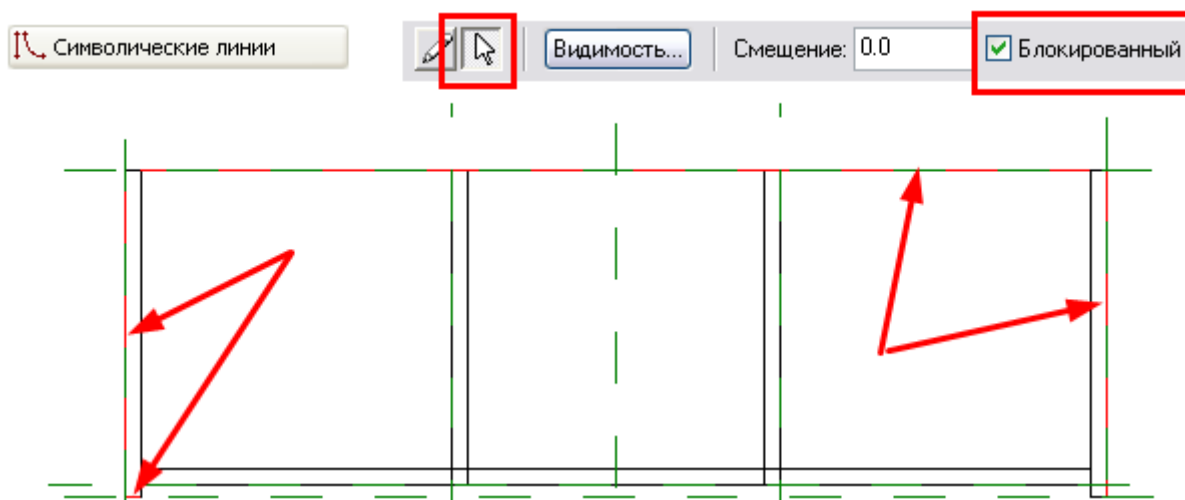 Символические линии
Видимость...
Смещение: 0.0
Блокированный